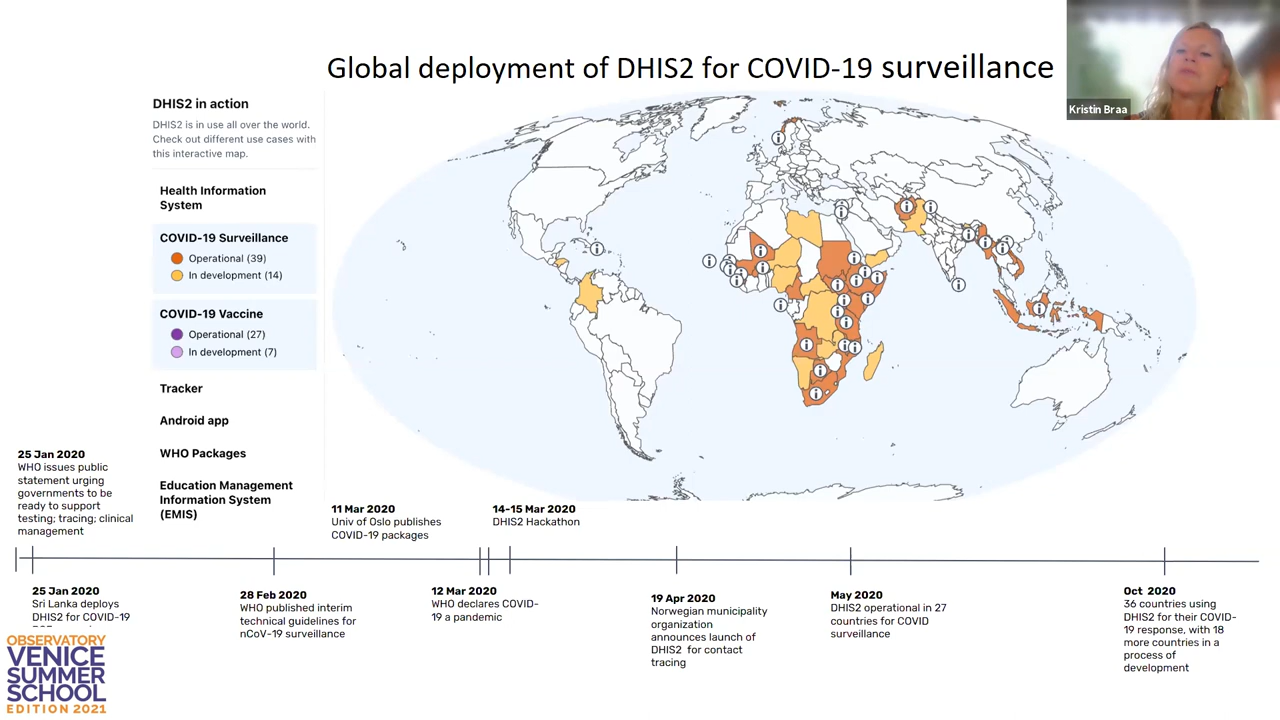 Global deployment of DHIS2 for COVID-19 surveillance
Kristin Braa
DHIS2 in action
DHIS2 is in use all over the world.
Check out different use cases with
this interactive map.
Health Information
System
COVID-19 Surveillance
Operational (39)
In development (14)
COVID-19 Vaccine
Operational (27)
In development (7)
Tracker
Android app
WHO Packages
Education Management
Information System
(EMIS)
25 Jan 2020
WHO issues public
statement urging
governments to be
ready to support
testing; tracing; clinical
management
11 Mar 2020
Univ of Oslo publishes
COVID-19 packages
14-15 Mar 2020
DHIS2 Hackathon
25 Jan 2020
Sri Lanka deploys
DHIS2 for COVID-19
28 Feb 2020
WHO published interim
technical guidelines for
nCoV-19 surveillance
12 Mar 2020
WHO declares COVID-
19 a pandemic
19 Apr 2020
Norwegian municipality
organization
announces launch of
DHIS2 for contact
tracing
May 2020
DHIS2 operational in 27
countries for COVID
surveillance
Oct 2020
36 countries using
DHIS2 for their COVID-
19 response, with 18
more countries in a
process of
development
OBSERVATORY
VENICE
SUMMER
SCHOOL
EDITION 2021